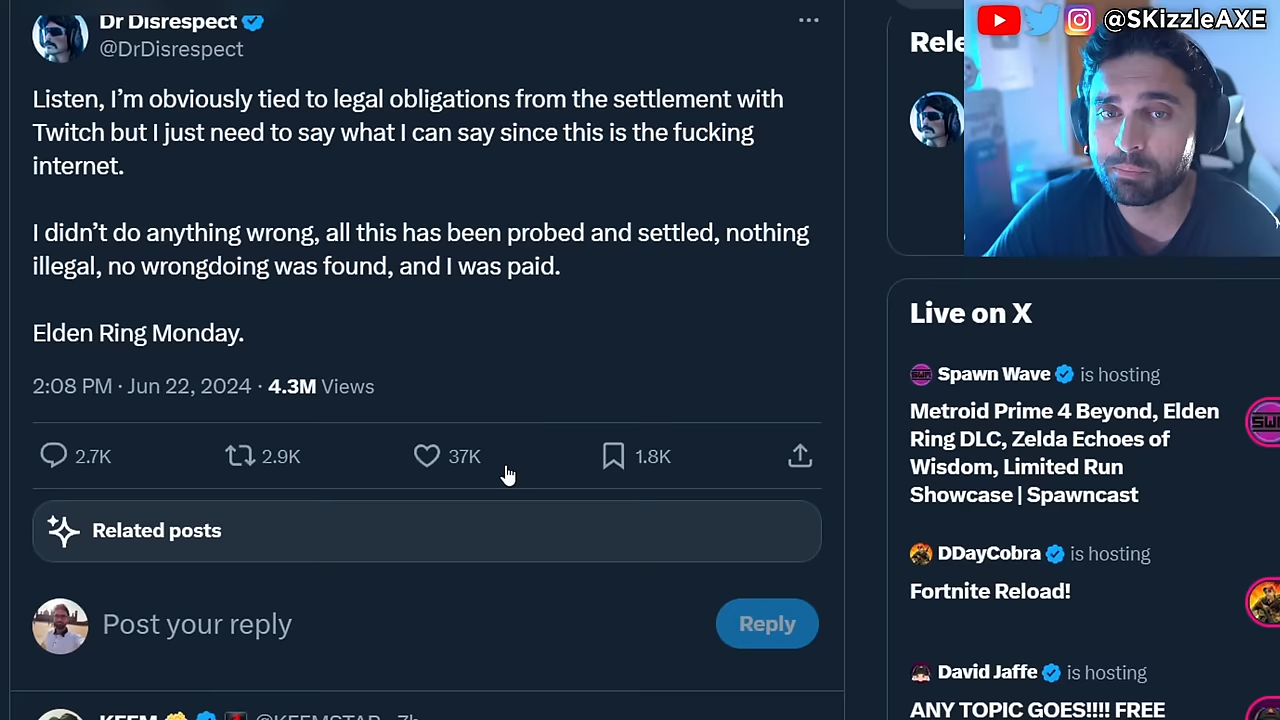 Dr Disrespect
@DrDisrespect
Listen, I'm obviously tied to legal obligations from the settlement with
Twitch but I just need to say what I can say since this is the fucking
internet.
I didn't do anything wrong, all this has been probed and settled, nothing
illegal, no wrongdoing was found, and I was paid.
Elden Ring Monday.
2:08 PM · Jun 22, 2024 · 4.3M Views
2.7K 2.9K 37K 1.8K
Related posts
Post your reply
Reply
KEEM @KEEMSTAR · 7h
@SKizzleAXE
Rele
Live on X
Spawn Wave is hosting
Metroid Prime 4 Beyond, Elden
Ring DLC, Zelda Echoes of
Wisdom, Limited Run
Showcase | Spawncast
DDayCobra is hosting
Fortnite Reload!
David Jaffe is hosting
ANY TOPIC GOES!!!! FREE